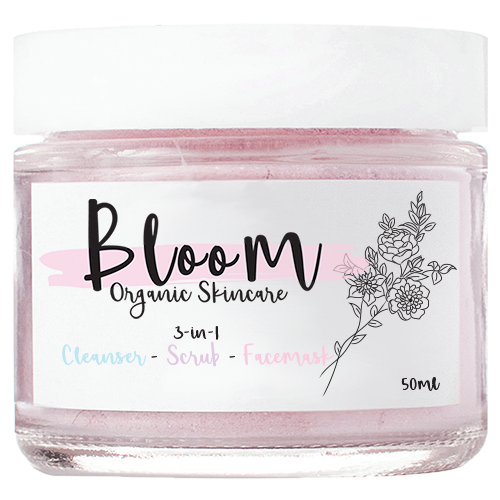 Bloom
Organic Skincare
3-in-1
Cleanser - Scrub - Facemask
50ml